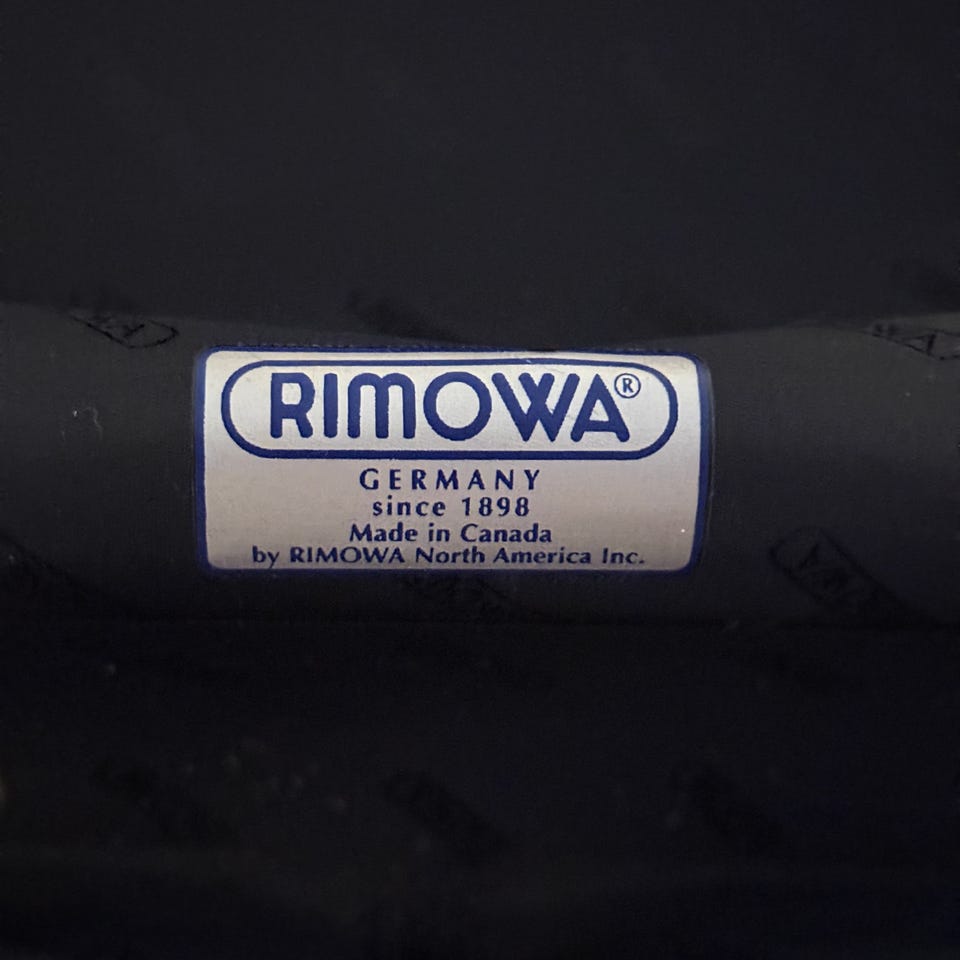 RIMOWA®
GERMANY
since 1898
Made in Canada
by RIMOWA North America Inc.